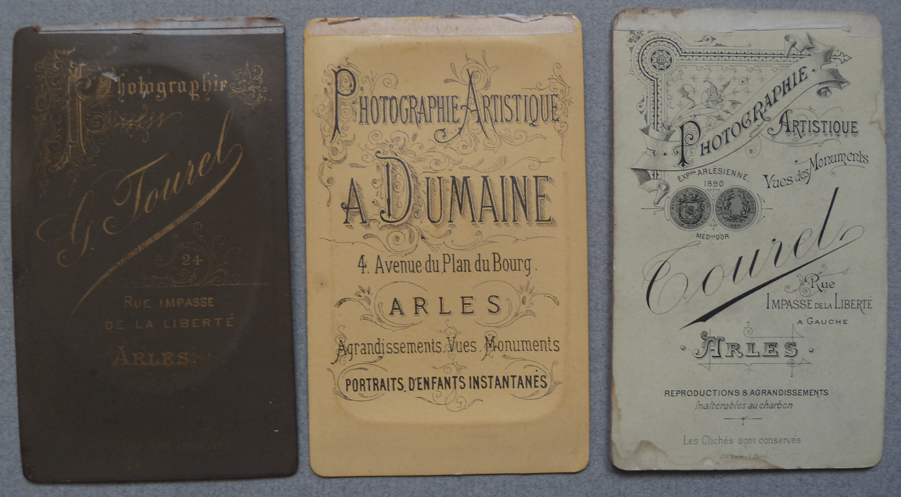 Photographie
G. Tourel
24
RUE IMPASSE
DE LA LIBERTÉ
ARLES
PHOTOGRAPHIE ARTISTIQUE
A DUMAINE
4. Avenue du Plan du Bourg.
ARLES
Agrandissements, Vues, Monuments
PORTRAITS, D'ENFANTS INSTANTANÉS
PHOTOGRAPHIE
ARTISTIQUE
Vues des Monuments
EXPON ARLESIENNE
1890
MEDLLE D'OR
Tourel
Rue
IMPASSE DE LA LIBERTÉ
A GAUCHE
ARLES
REPRODUCTIONS & AGRANDISSEMENTS
Inalterables au charbon
Les Clichés sont conservés